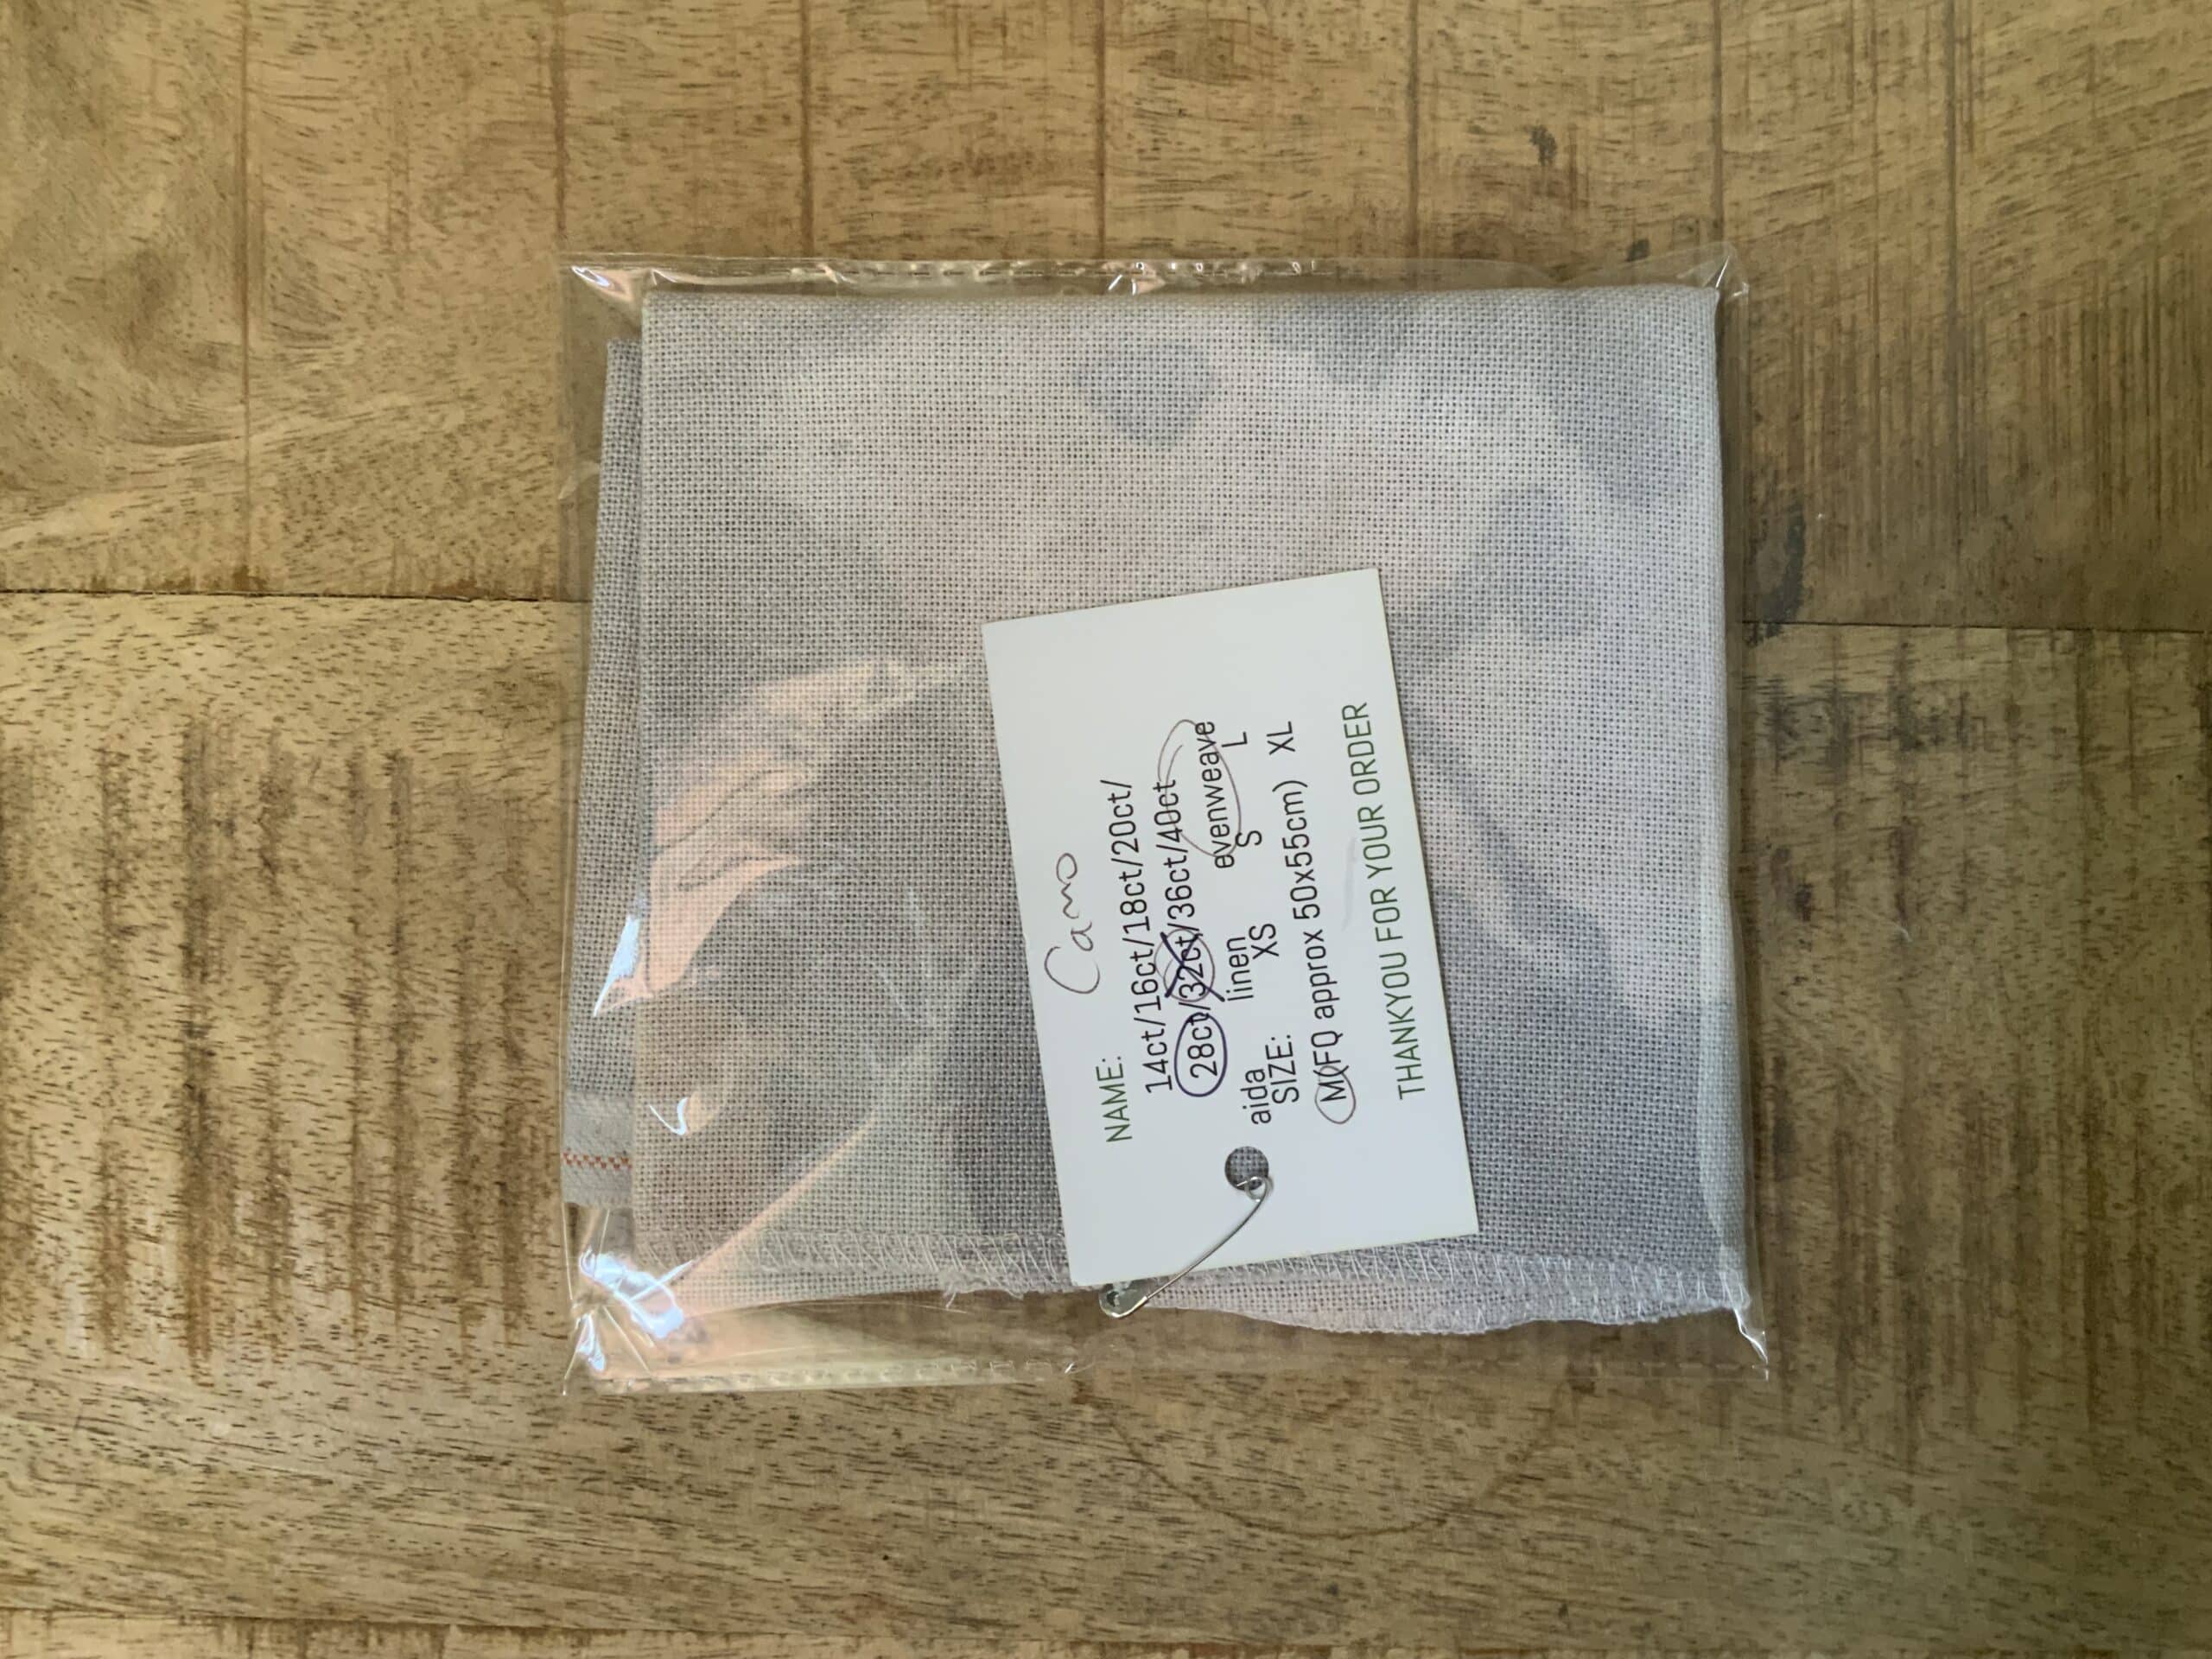 NAME: Camo
14ct/16ct/18ct/20ct/
28ct/32ct/36ct/40ct
aida linen evenweave
SIZE: XS S L
M(FQ approx 50x55cm) XL
THANKYOU FOR YOUR ORDER